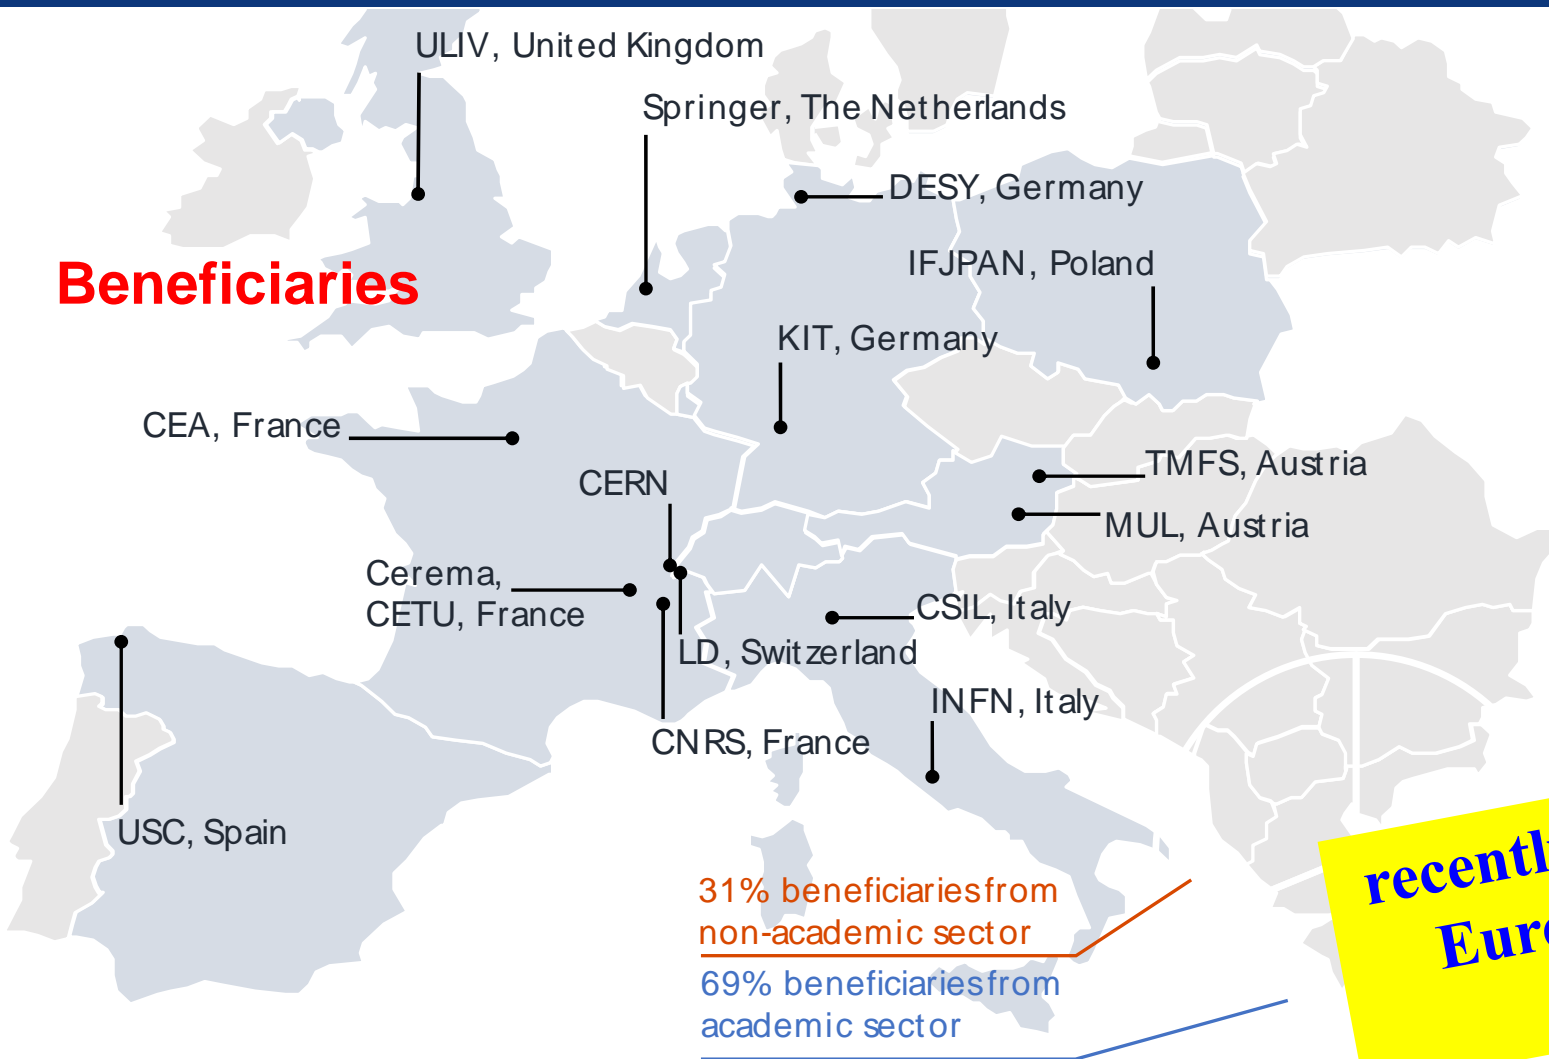 ULIV, United Kingdom
Springer, The Netherlands
DESY, Germany
IFJPAN, Poland
Beneficiaries
KIT, Germany
CEA, France
TMFS, Austria
CERN
MUL, Austria
Cerema,
CETU, France
CSIL, Italy
LD, Switzerland
INFN, Italy
CNRS, France
USC, Spain
31% beneficiaries from
non-academic sector
69% beneficiaries from
academic sector